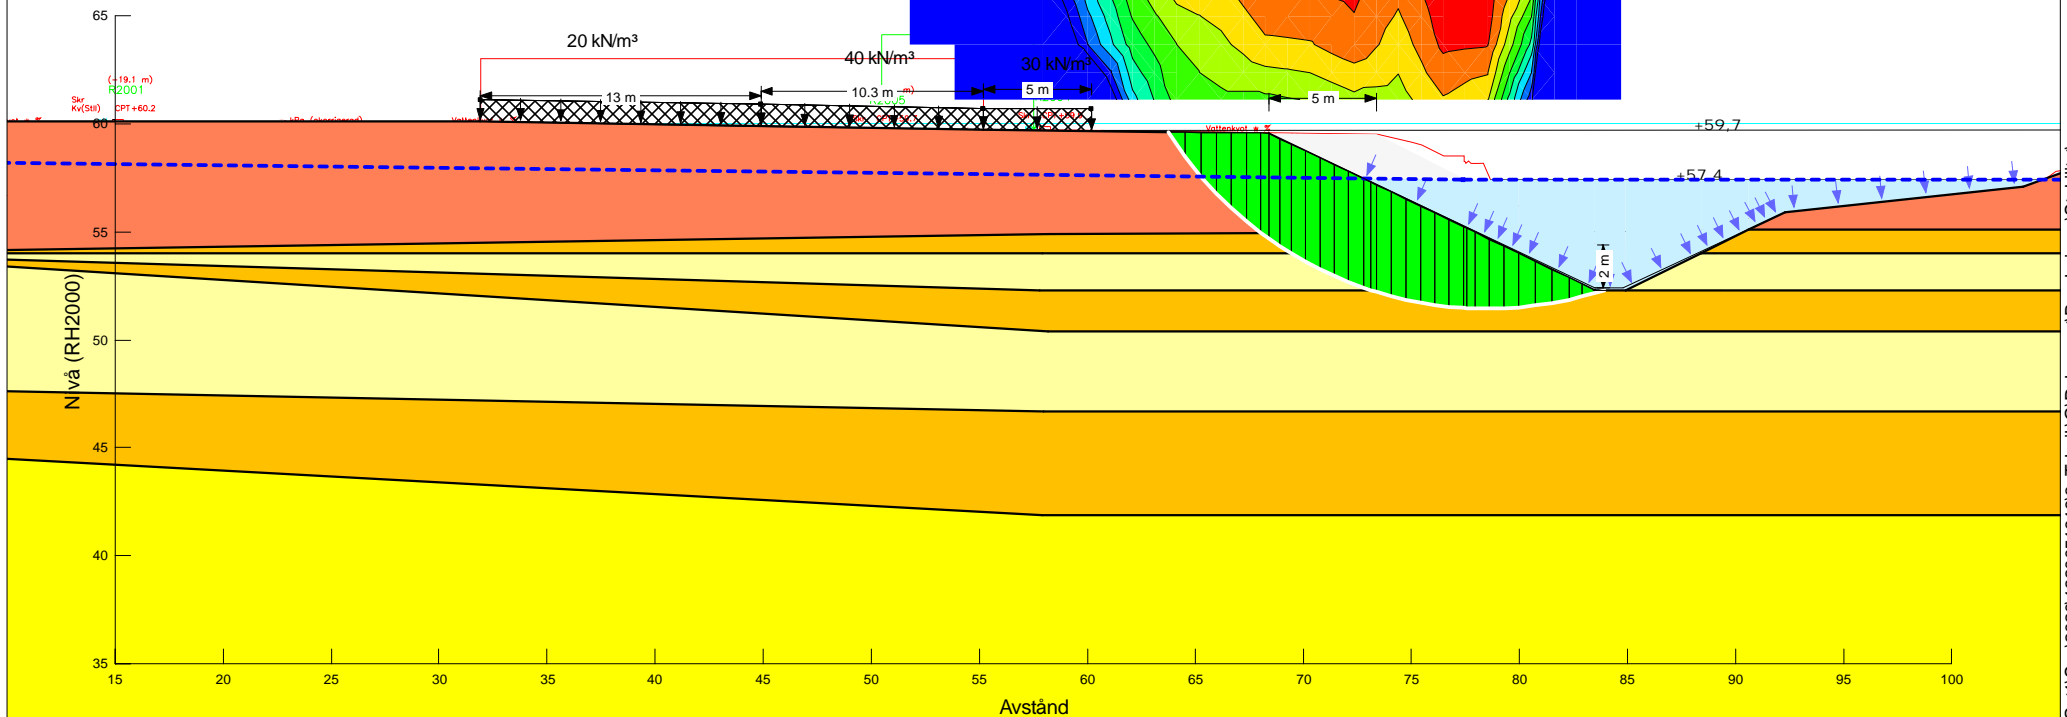 65
20 kN/m³
40 kN/m³
30 kN/m³
(-19.1 m)
R2001
Skr
Kv(StII) CPT+60.2
13 m
10.3 m
5 m
5 m
60
+59,7
+57,4
55
2 m
50
45
40
35
Nivå (RH2000)
15 20 25 30 35 40 45 50 55 60 65 70 75 80 85 90 95 100
Avstånd